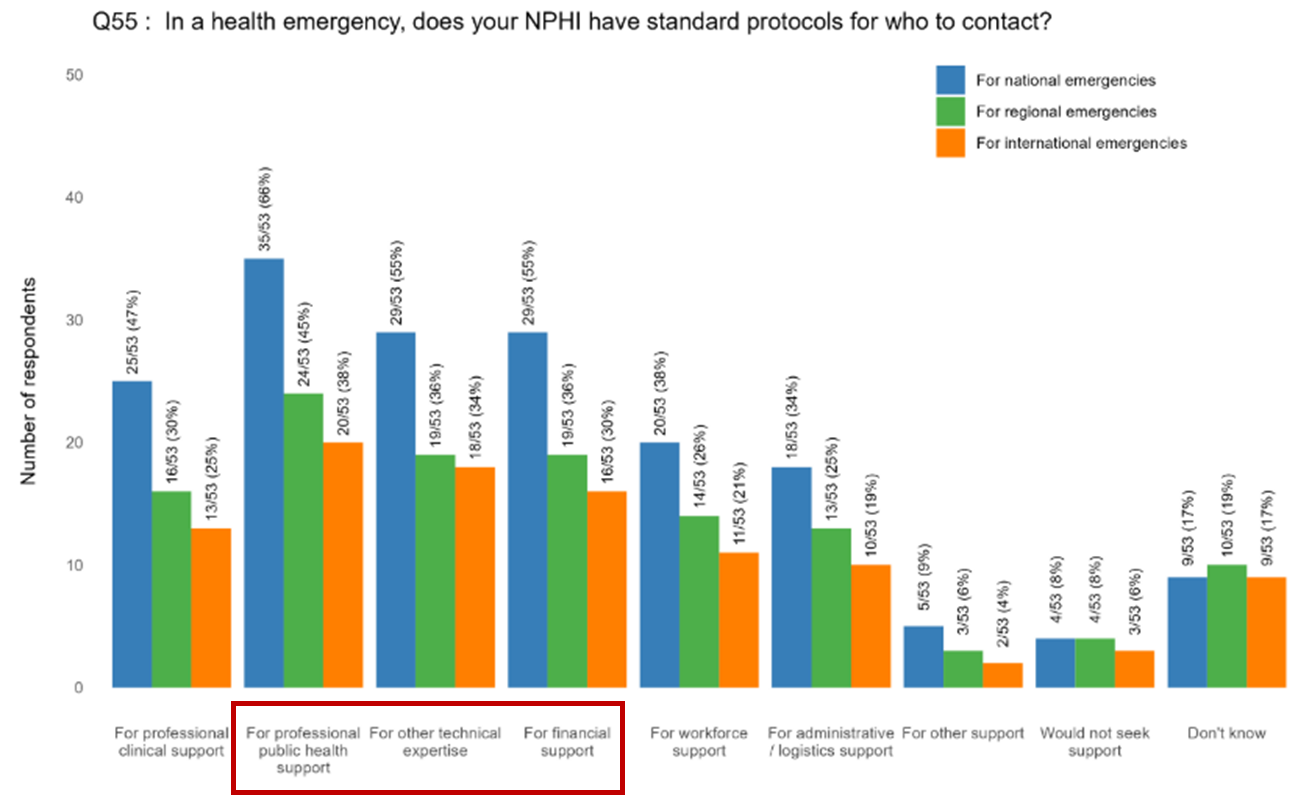 Q55 :  In a health emergency, does your NPHI have standard protocols for who to contact?
For national emergencies
For regional emergencies
For international emergencies
Number of respondents
50
40
30
20
10
0
25/53 (47%)
16/53 (30%)
13/53 (25%)
35/53 (66%)
24/53 (45%)
20/53 (38%)
29/53 (55%)
19/53 (36%)
18/53 (34%)
29/53 (55%)
19/53 (36%)
16/53 (30%)
20/53 (38%)
14/53 (26%)
11/53 (21%)
18/53 (34%)
13/53 (25%)
10/53 (19%)
5/53 (9%)
3/53 (6%)
2/53 (4%)
4/53 (8%)
4/53 (8%)
3/53 (6%)
9/53 (17%)
10/53 (19%)
9/53 (17%)
For professional
clinical support
For professional
public health
support
For other technical
expertise
For financial
support
For workforce
support
For administrative
/ logistics support
For other support
Would not seek
support
Don't know